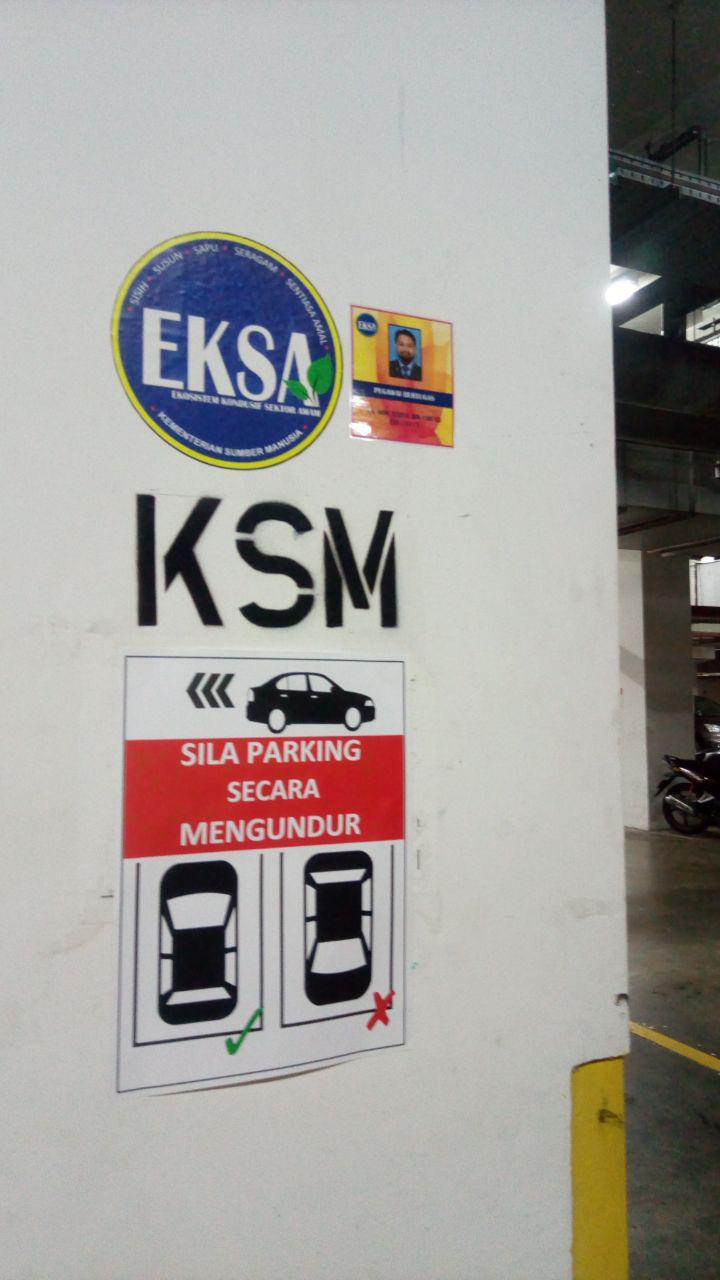 SISIH * SUSUN * SAPU * SERAGAM * SENTIASA AMAL
EKSA
EKOSISTEM KONDUSIF SEKTOR AWAM
* KEMENTERIAN SUMBER MANUSIA *
EKSA
PEGAWAI BERTUGAS
KSM
SILA PARKING
SECARA
MENGUNDUR